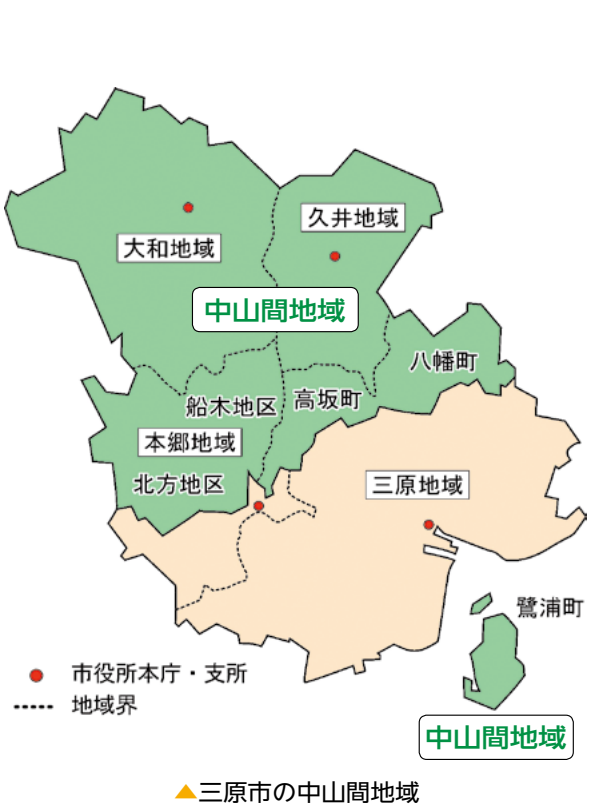 久井地域
大和地域
中山間地域
八幡町
船木地区
高坂町
本郷地域
北方地区
三原地域
鷺浦町
市役所本庁・支所
地域界
中山間地域
▲三原市の中山間地域